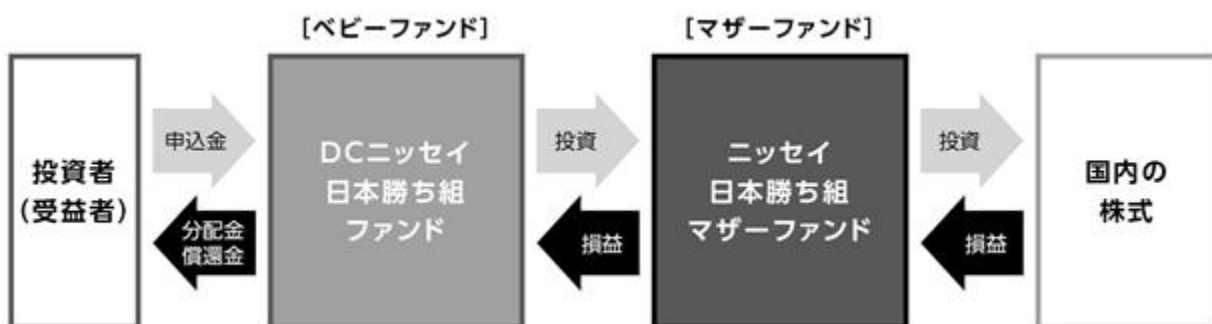 [ベビーファンド]
[マザーファンド]
投資者
(受益者)
申込金
分配金
償還金
DCニッセイ
日本勝ち組
ファンド
投資
損益
ニッセイ
日本勝ち組
マザーファンド
投資
損益
国内の
株式